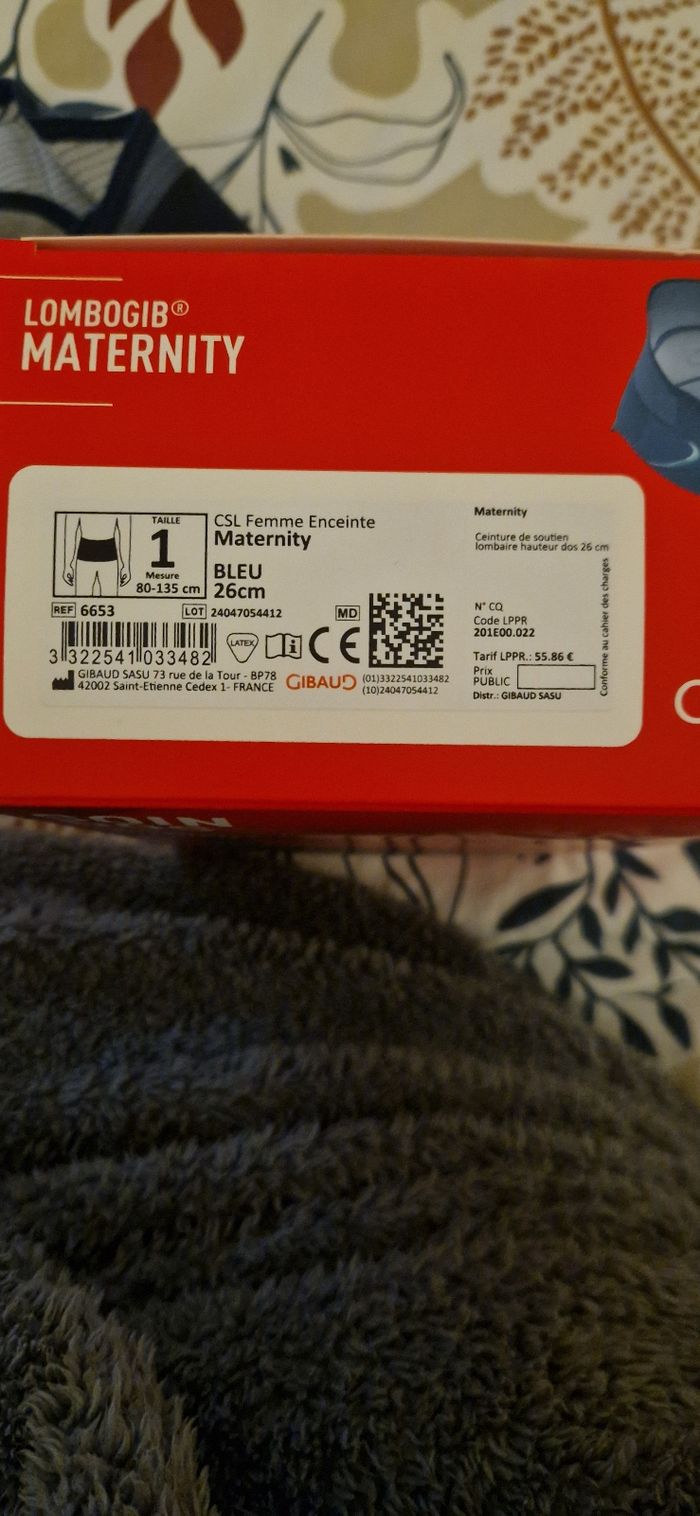 LOMBOGIB®
MATERNITY
TAILLE
1
Mesure
80-135 cm
CSL Femme Enceinte
Maternity
BLEU
26cm
REF 6653
LOT 24047054412
MD
3 322541 033482
LATEX
CE
GIBAUD SASU 73 rue de la Tour - BP78
42002 Saint-Etienne Cedex 1- FRANCE
GIBAUD
(01)3322541033482
(10)24047054412
Maternity
Ceinture de soutien
lombaire hauteur dos 26 cm
N° CQ
Code LPPR
201E00.022
Tarif LPPR.: 55.86 €
Prix
PUBLIC
Distr.: GIBAUD SASU
Conforme au cahier des charges